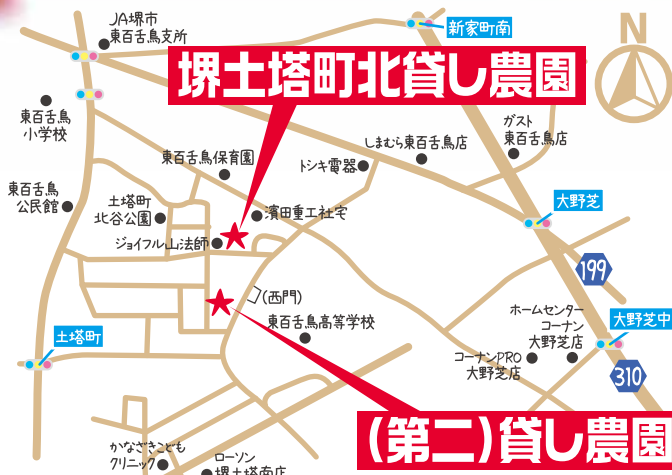 JA堺市
東百舌鳥支所
新家町南
N
堺土塔町北貸し農園
東百舌鳥
小学校
ガスト
東百舌鳥店
しまむら東百舌鳥店
トシキ電器
東百舌鳥保育園
東百舌鳥
公民館
土塔町
北谷公園
濱田重工社宅
大野芝
ジョイフル山法師
199
(西門)
東百舌鳥高等学校
ホームセンター
コーナン
大野芝店
大野芝中
土塔町
コーナンPRO
大野芝店
310
(第二)貸し農園
かなざきこども
クリニック
ローソン
堺土塔南店